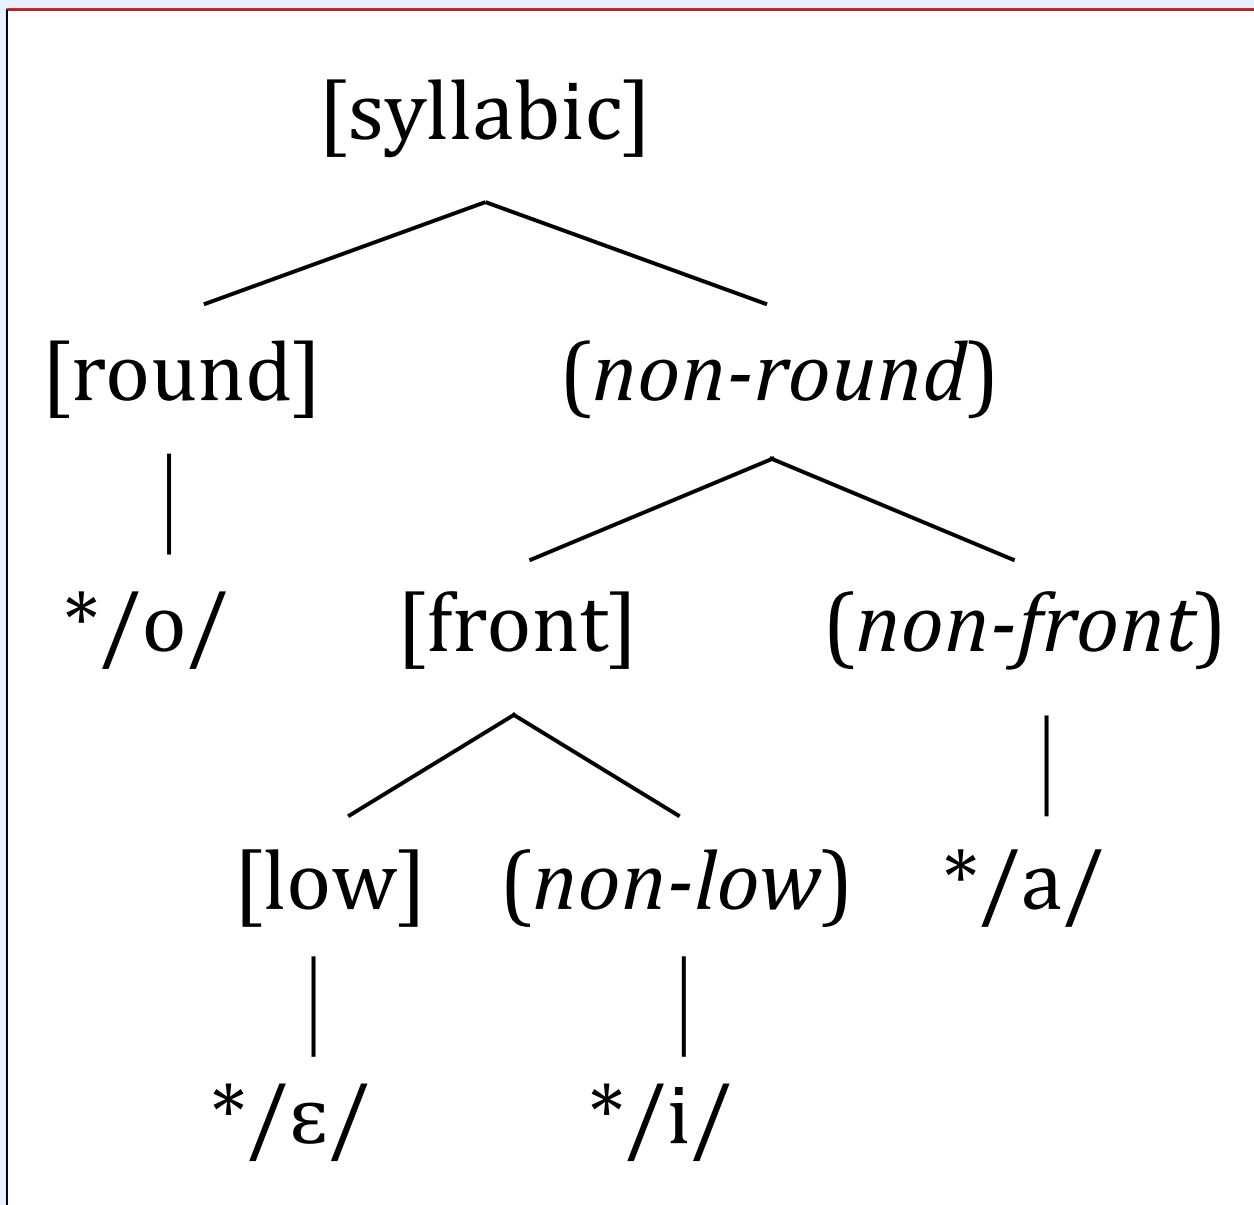 [syllabic]
[round] (non-round)
*/o/ [front] (non-front)
[low] (non-low) */a/
*/ɛ/ */i/